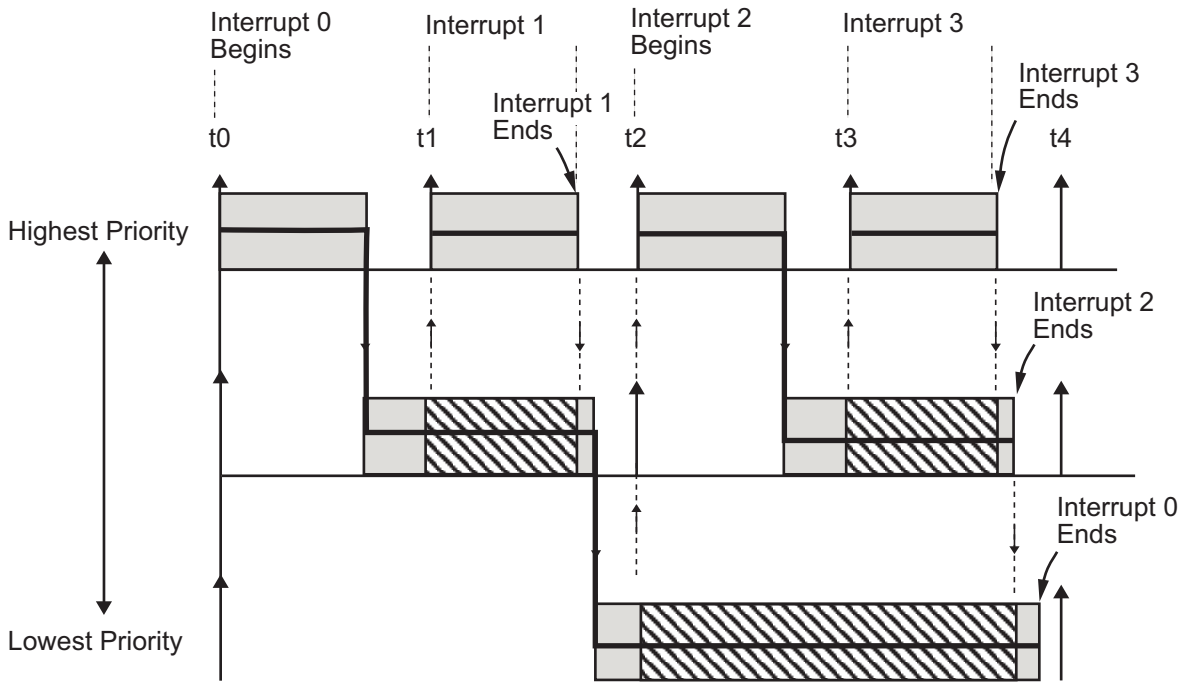 Interrupt 0
Begins
Interrupt 1
Interrupt 2
Begins
Interrupt 3
Interrupt 3
Ends
Interrupt 1
Ends
t0
t1
t2
t3
t4
Highest Priority
Interrupt 2
Ends
Interrupt 0
Ends
Lowest Priority